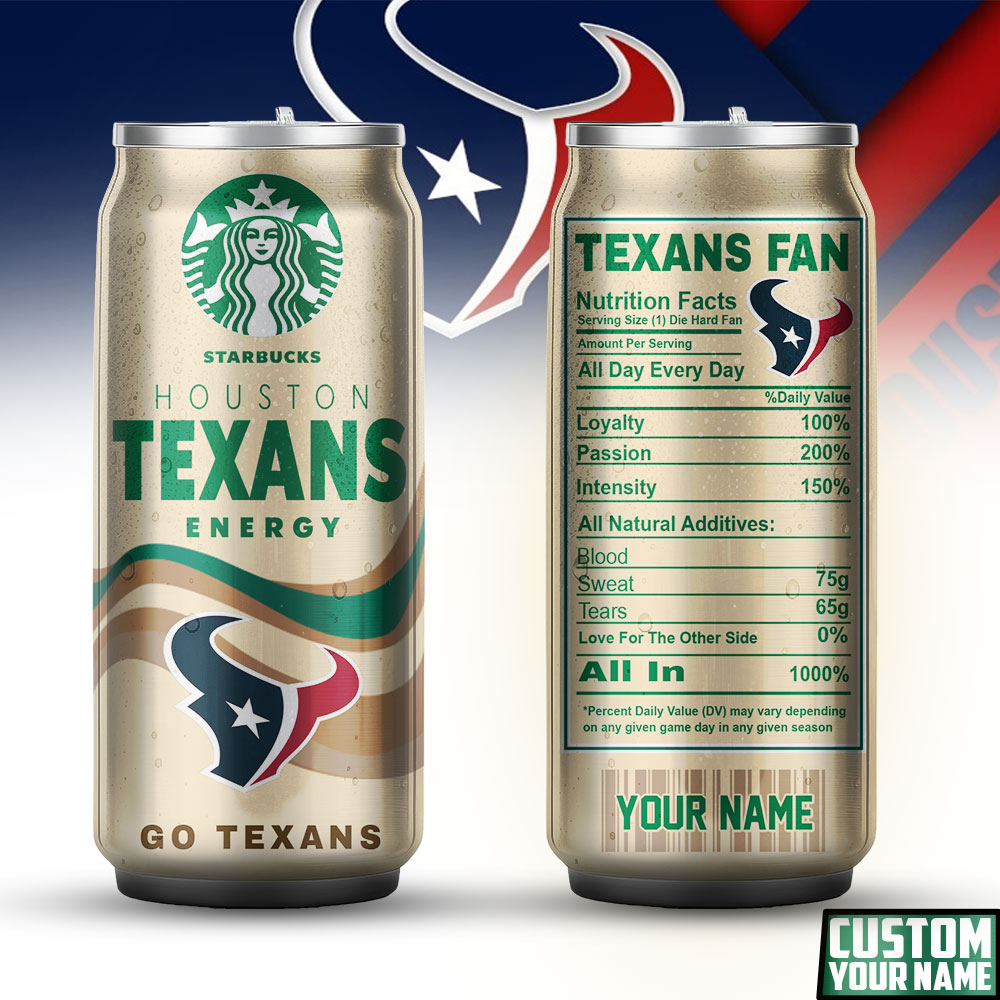 STARBUCKS
HOUSTON
TEXANS
ENERGY
GO TEXANS
TEXANS FAN
Nutrition Facts
Serving Size (1) Die Hard Fan
Amount Per Serving
All Day Every Day
%Daily Value
Loyalty 100%
Passion 200%
Intensity 150%
All Natural Additives:
Blood
Sweat 75g
Tears 65g
Love For The Other Side 0%
All In 1000%
*Percent Daily Value (DV) may vary depending
on any given game day in any given season
YOUR NAME
CUSTOM
YOUR NAME